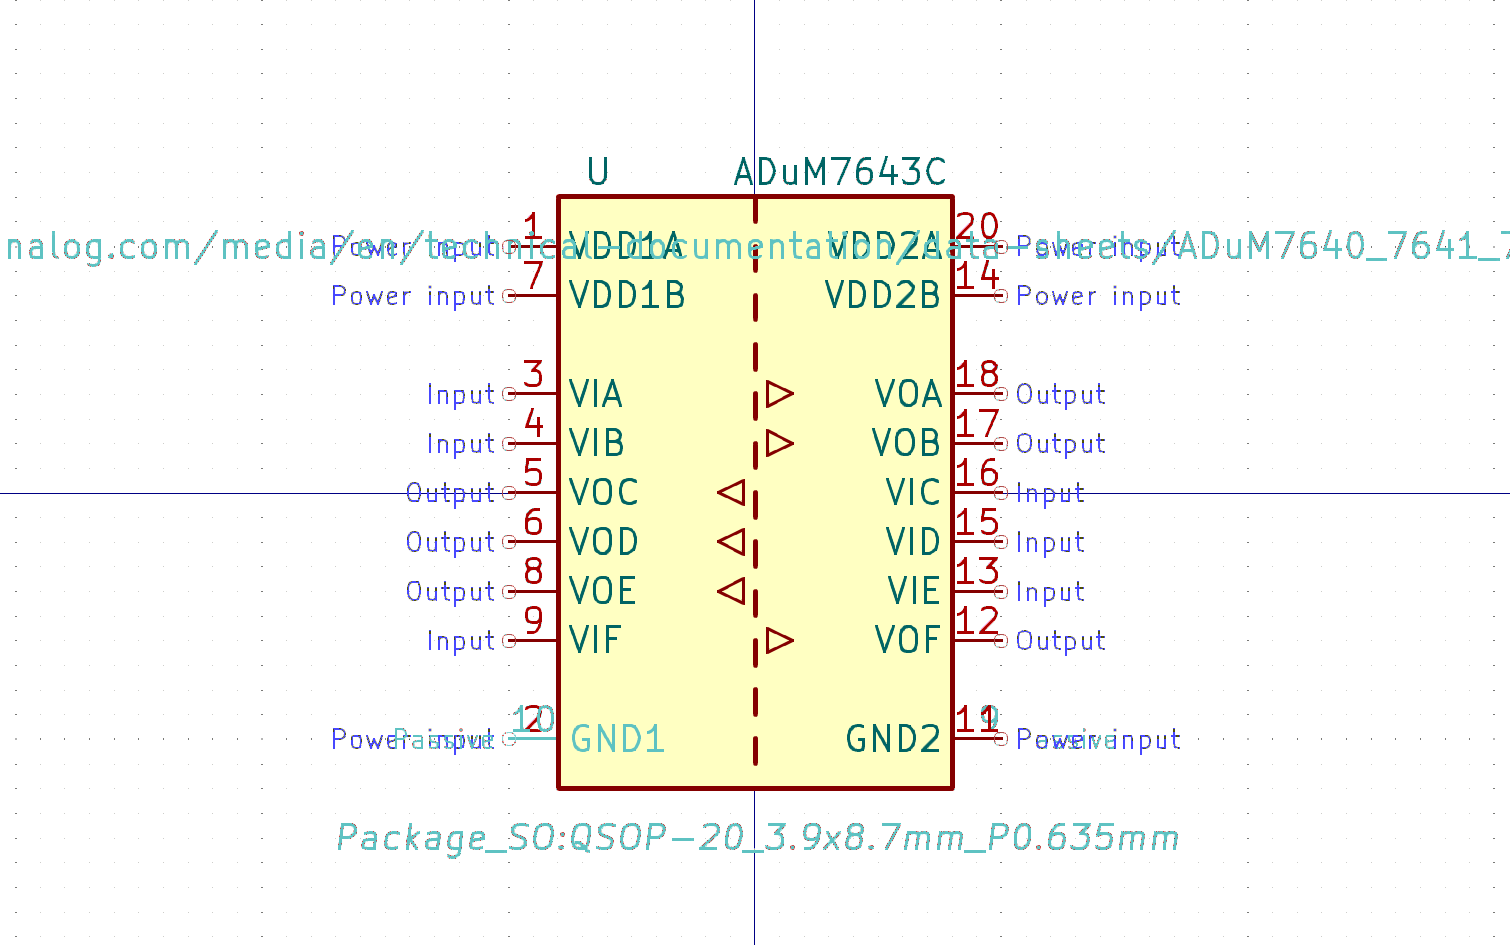 U ADuM7643C
1 20
nalog.com/media/en/technical-documentation/data-sheets/ADuM7640_7641_7
Power input VDD1A VDD2A Power input
7 14
Power input VDD1B VDD2B Power input
3 18
Input VIA VOA Output
4 17
Input VIB VOB Output
5 16
Output VOC VIC Input
6 15
Output VOD VID Input
8 13
Output VOE VIE Input
9 12
Input VIF VOF Output
2 10 11
Power input Passive GND1 GND2 Power input Passive
Package_SO:QSOP-20_3.9x8.7mm_P0.635mm